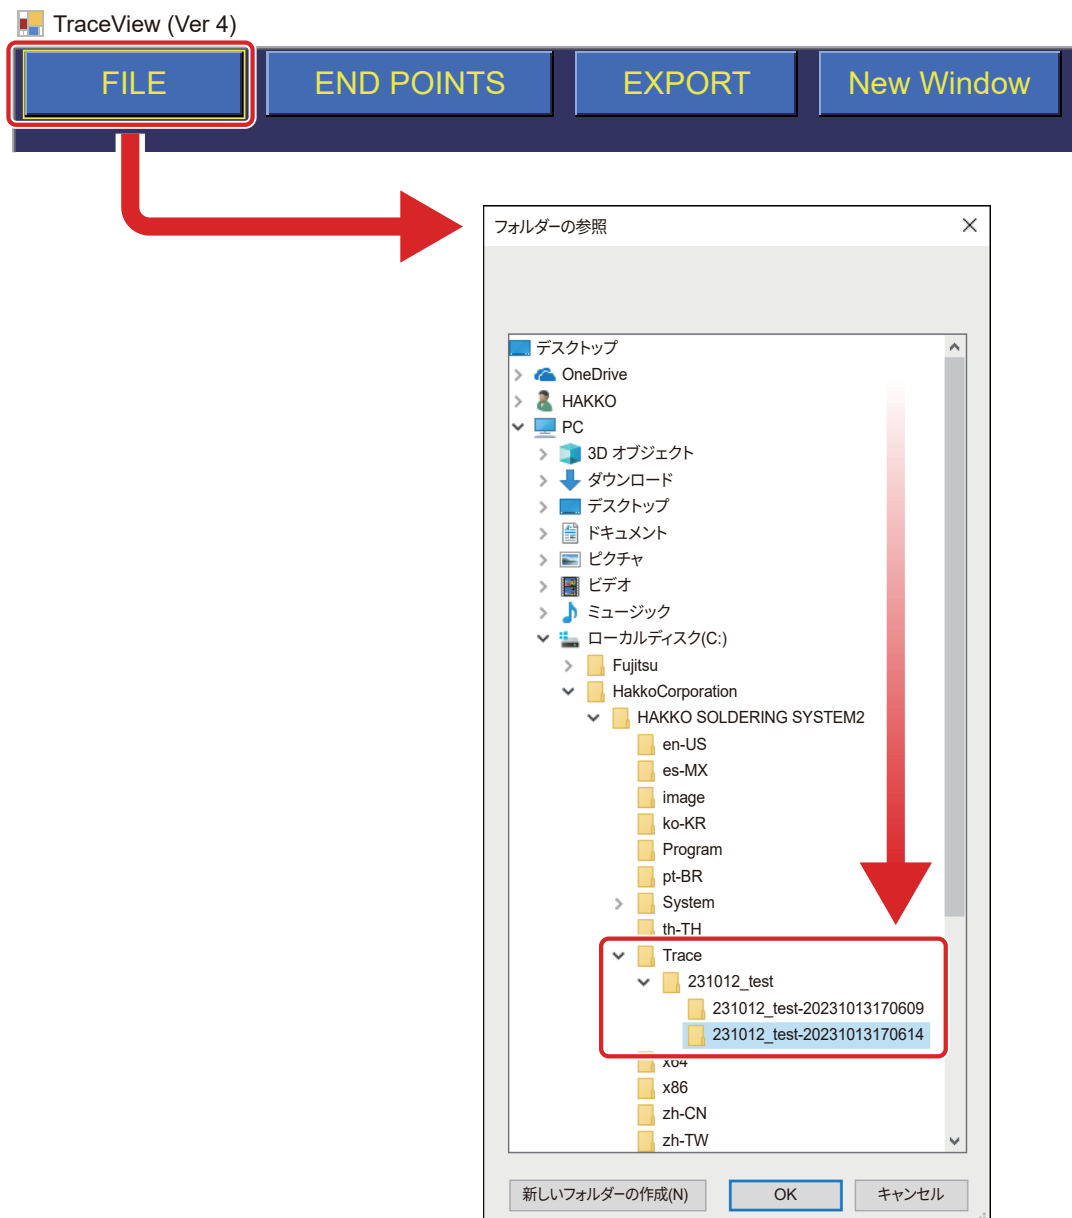 TraceView (Ver 4)
FILE
END POINTS
EXPORT
New Window
フォルダーの参照
デスクトップ
OneDrive
HAKKO
PC
3D オブジェクト
ダウンロード
デスクトップ
ドキュメント
ピクチャ
ビデオ
ミュージック
ローカルディスク(C:)
Fujitsu
HakkoCorporation
HAKKO SOLDERING SYSTEM2
en-US
es-MX
image
ko-KR
Program
pt-BR
System
th-TH
Trace
231012_test
231012_test-20231013170609
231012_test-20231013170614
x64
x86
zh-CN
zh-TW
新しいフォルダーの作成(N)
OK
キャンセル